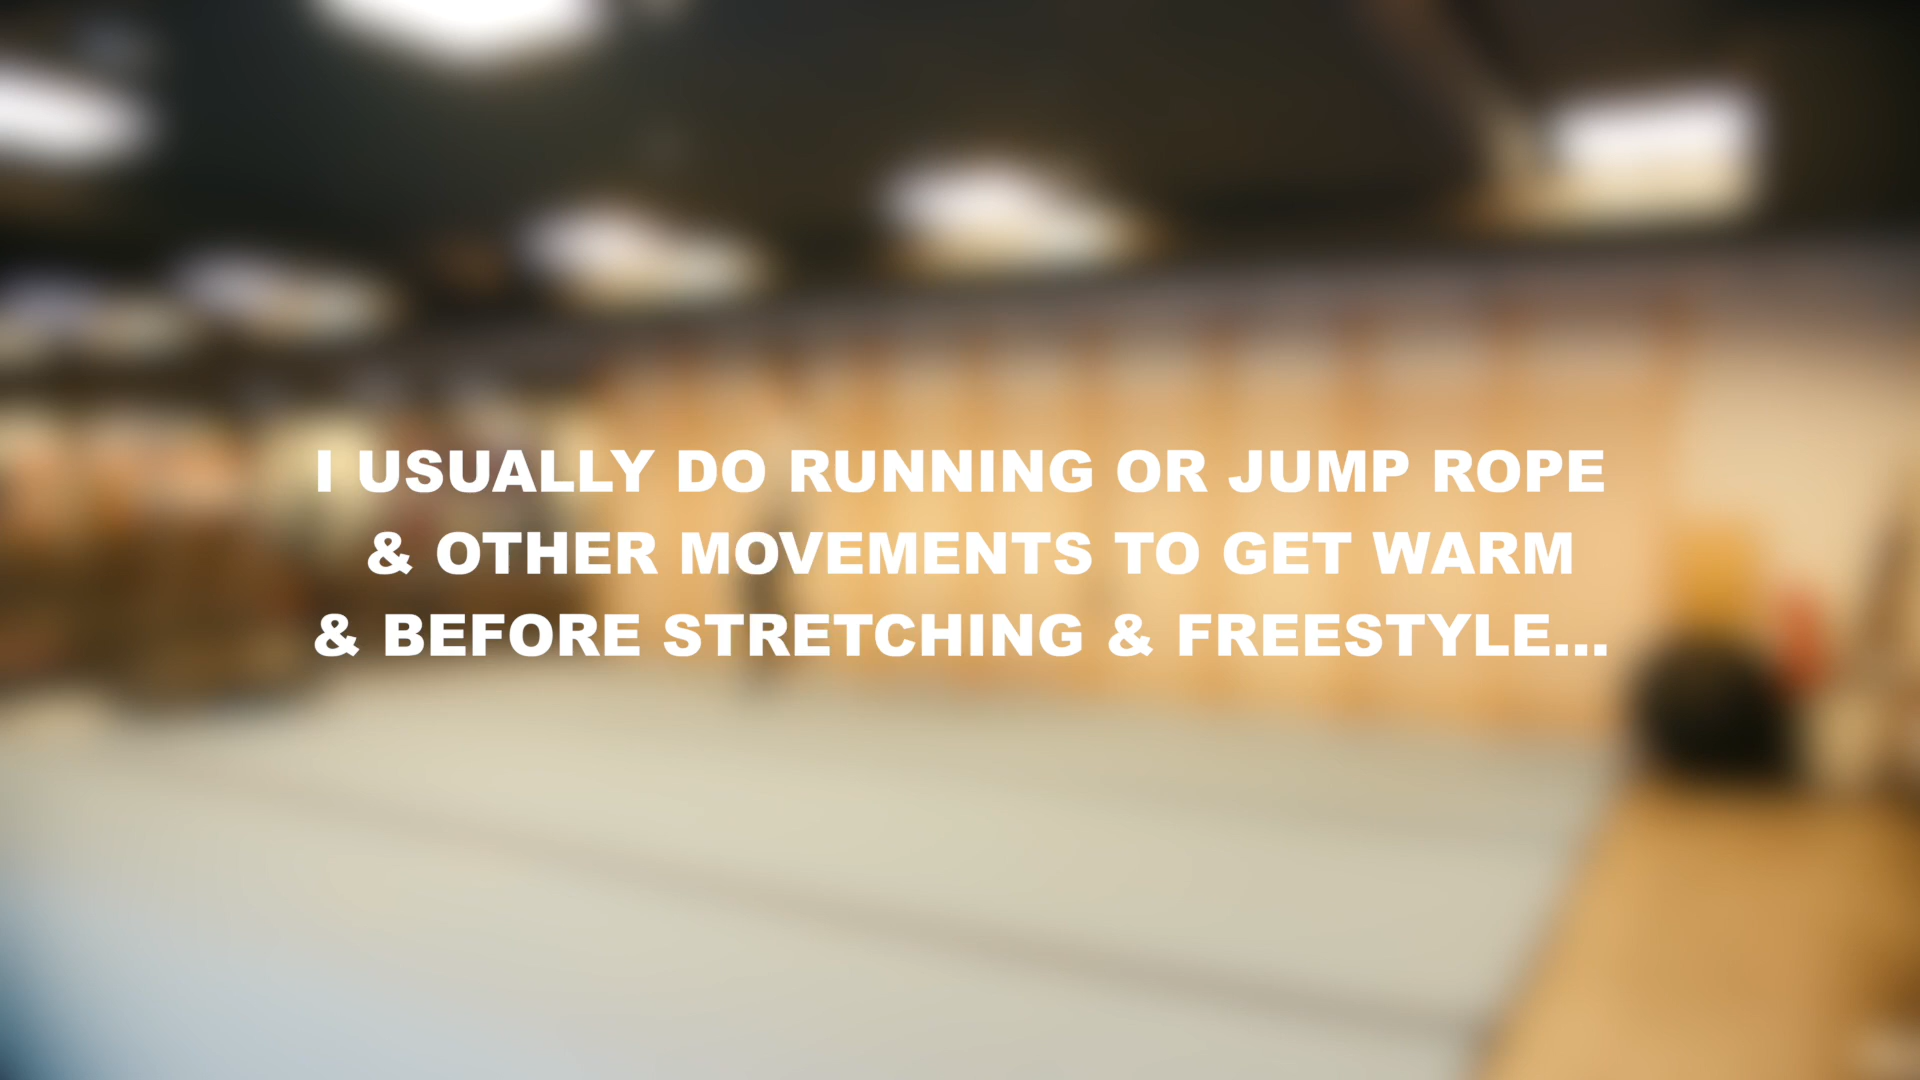 I USUALLY DO RUNNING OR JUMP ROPE
& OTHER MOVEMENTS TO GET WARM
& BEFORE STRETCHING & FREESTYLE...